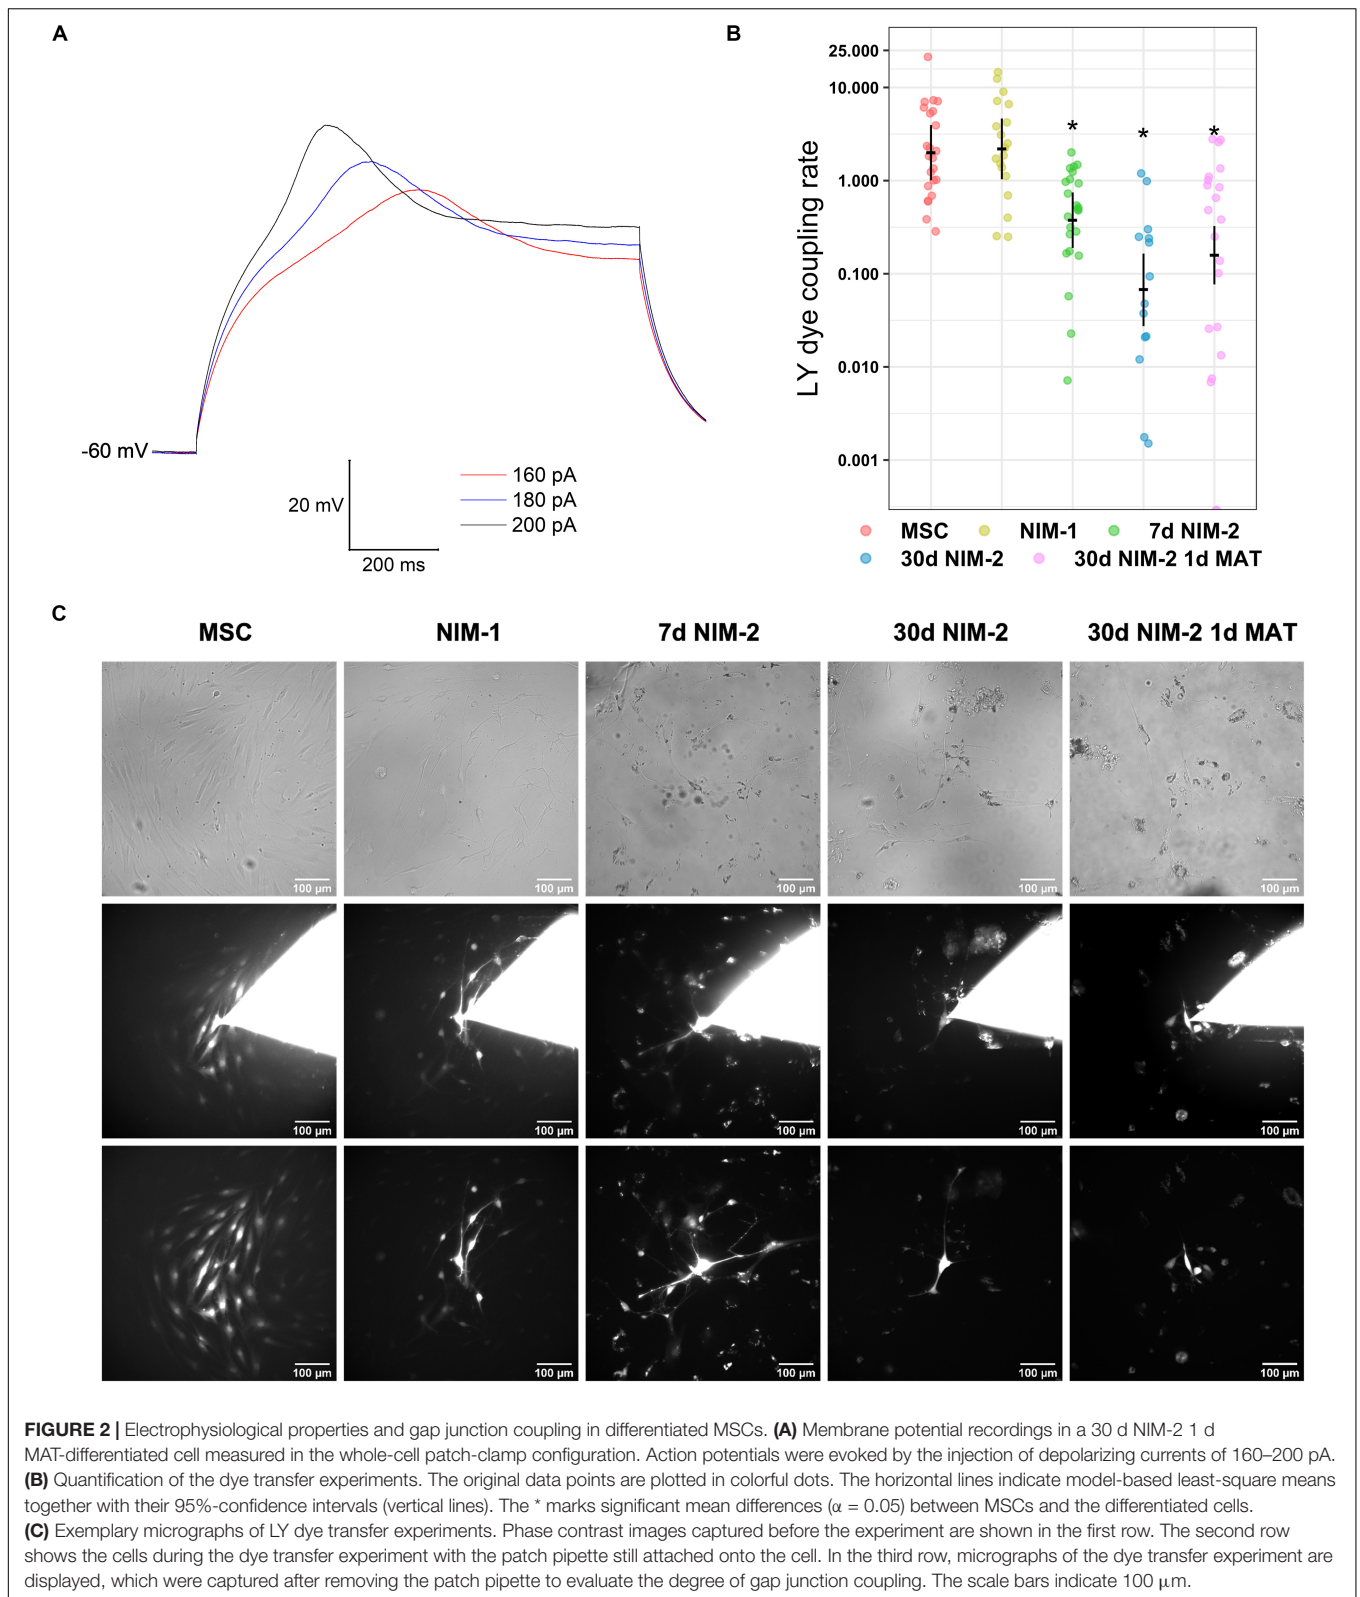 A
-60 mV
20 mV
200 ms
160 pA
180 pA
200 pA
B
LY dye coupling rate
25.000
10.000
1.000
0.100
0.010
0.001
*
*
*
MSC NIM-1 7d NIM-2
30d NIM-2 30d NIM-2 1d MAT
C
MSC NIM-1 7d NIM-2 30d NIM-2 30d NIM-2 1d MAT
100 µm 100 µm 100 µm 100 µm 100 µm
100 µm 100 µm 100 µm 100 µm 100 µm
100 µm 100 µm 100 µm 100 µm 100 µm
FIGURE 2 | Electrophysiological properties and gap junction coupling in differentiated MSCs. (A) Membrane potential recordings in a 30 d NIM-2 1 d
MAT-differentiated cell measured in the whole-cell patch-clamp configuration. Action potentials were evoked by the injection of depolarizing currents of 160–200 pA.
(B) Quantification of the dye transfer experiments. The original data points are plotted in colorful dots. The horizontal lines indicate model-based least-square means
together with their 95%-confidence intervals (vertical lines). The * marks significant mean differences (α = 0.05) between MSCs and the differentiated cells.
(C) Exemplary micrographs of LY dye transfer experiments. Phase contrast images captured before the experiment are shown in the first row. The second row
shows the cells during the dye transfer experiment with the patch pipette still attached onto the cell. In the third row, micrographs of the dye transfer experiment are
displayed, which were captured after removing the patch pipette to evaluate the degree of gap junction coupling. The scale bars indicate 100 µm.